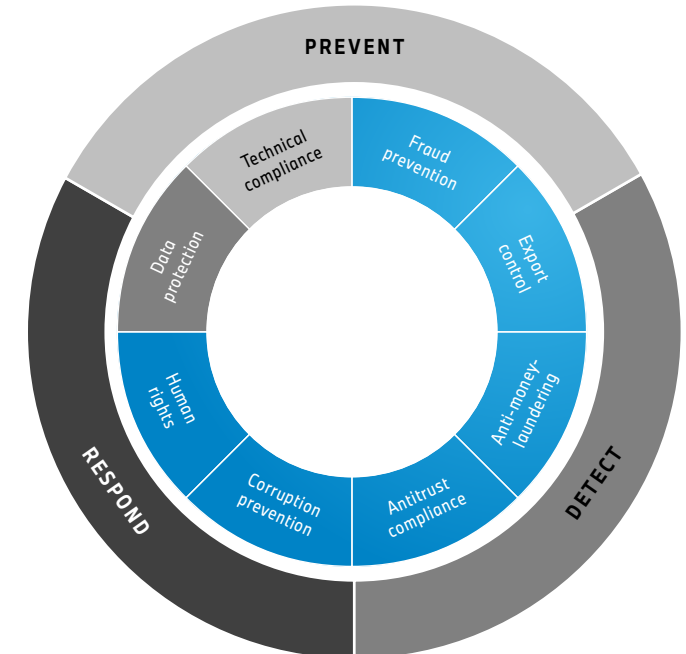 PREVENT
Technical
compliance
Fraud
prevention
Export
control
Anti-money-
laundering
Antitrust
compliance
Corruption
prevention
Human
rights
Data
protection
DETECT
RESPOND